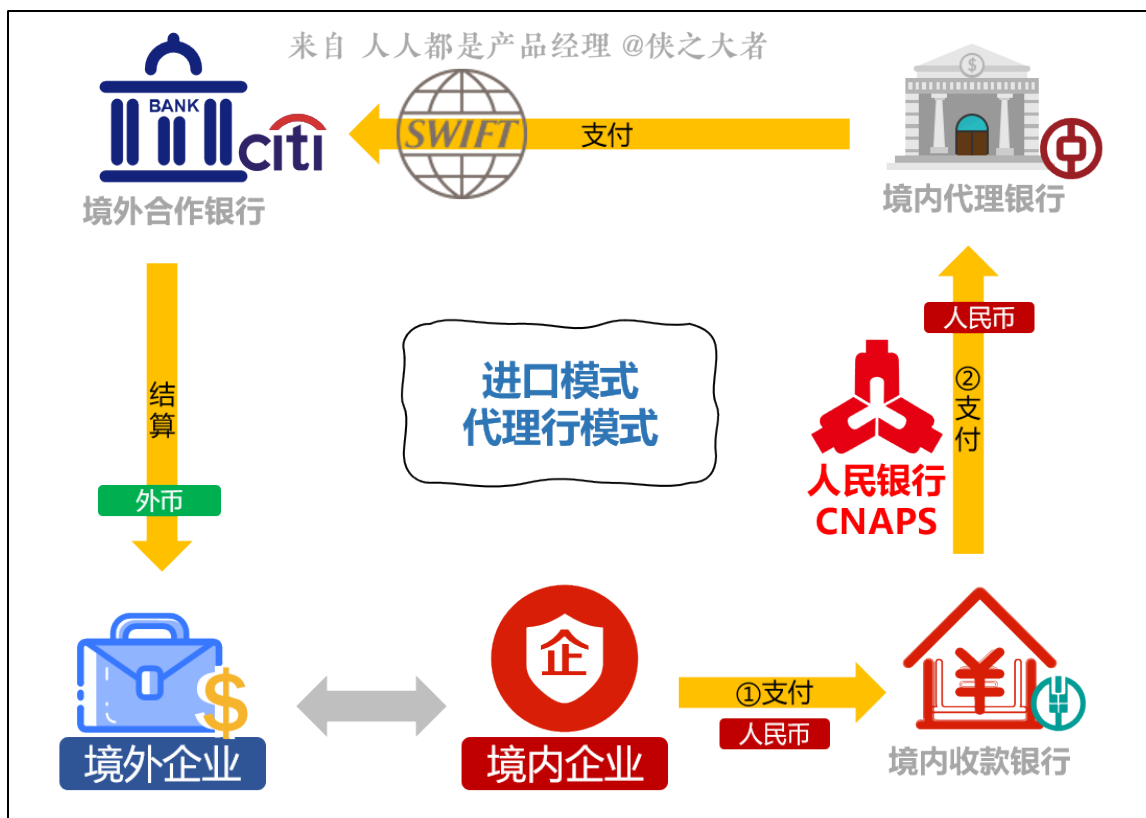 来自 人人都是产品经理 @侠之大者
BANK
citi
境外合作银行
SWIFT
支付
境内代理银行
结算
外币
进口模式
代理行模式
人民币
②支付
人民银行
CNAPS
境外企业
企
境内企业
①支付
人民币
境内收款银行